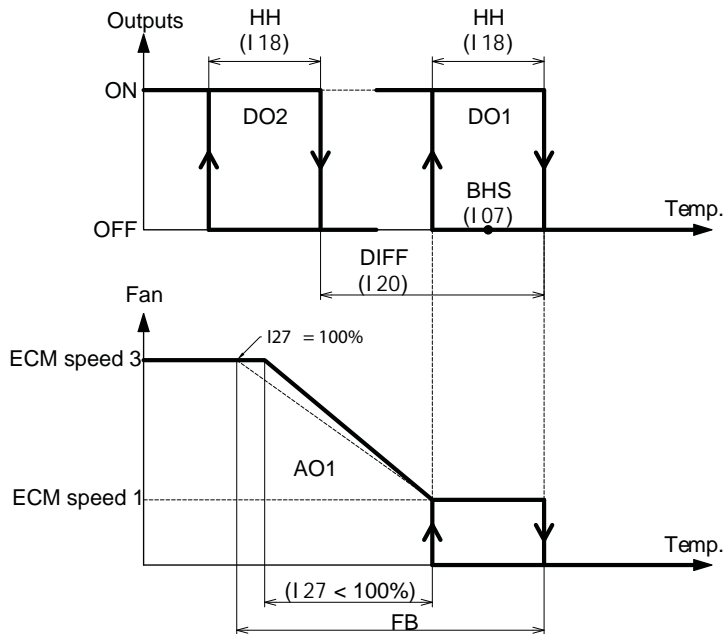 Outputs
HH
(I 18)
HH
(I 18)
ON
DO2
DO1
BHS
(I 07)
Temp.
OFF
DIFF
(I 20)
Fan
I27 = 100%
ECM speed 3
AO1
ECM speed 1
Temp.
(I 27 < 100%)
FB